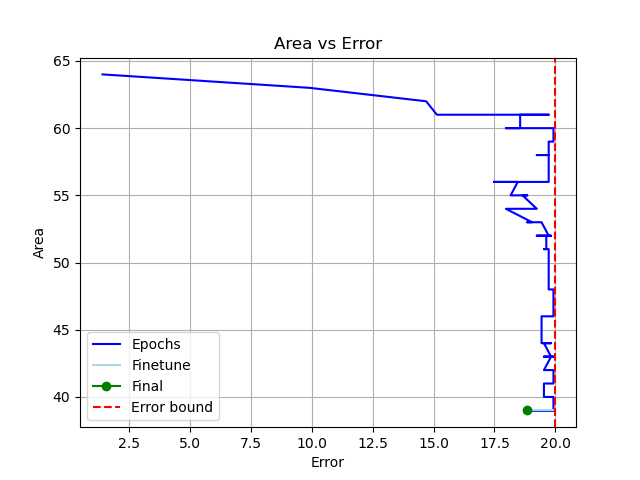 Area vs Error
65
60
55
50
45
40
Area
Epochs
Finetune
Final
Error bound
2.5 5.0 7.5 10.0 12.5 15.0 17.5 20.0
Error